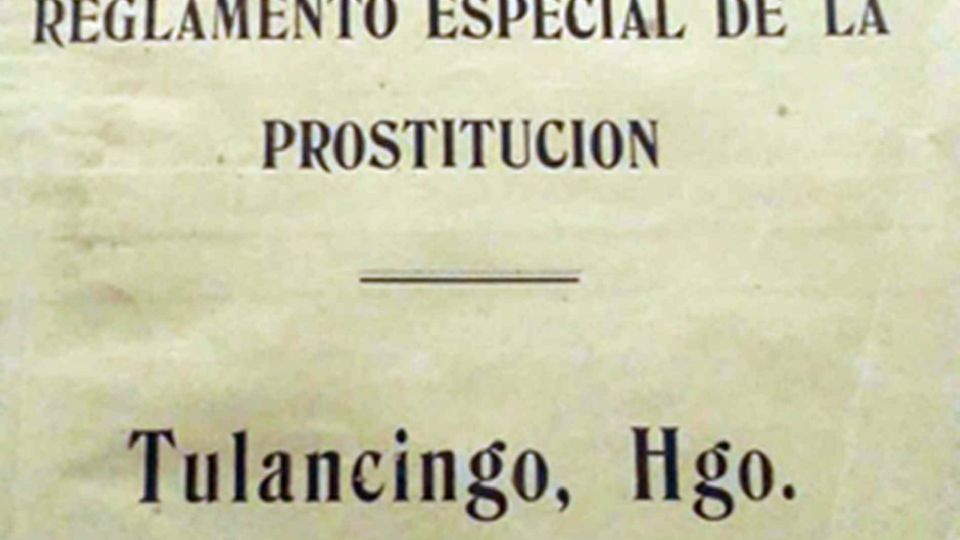 REGLAMENTO ESPECIAL DE LA
PROSTITUCION
Tulancingo, Hgo.